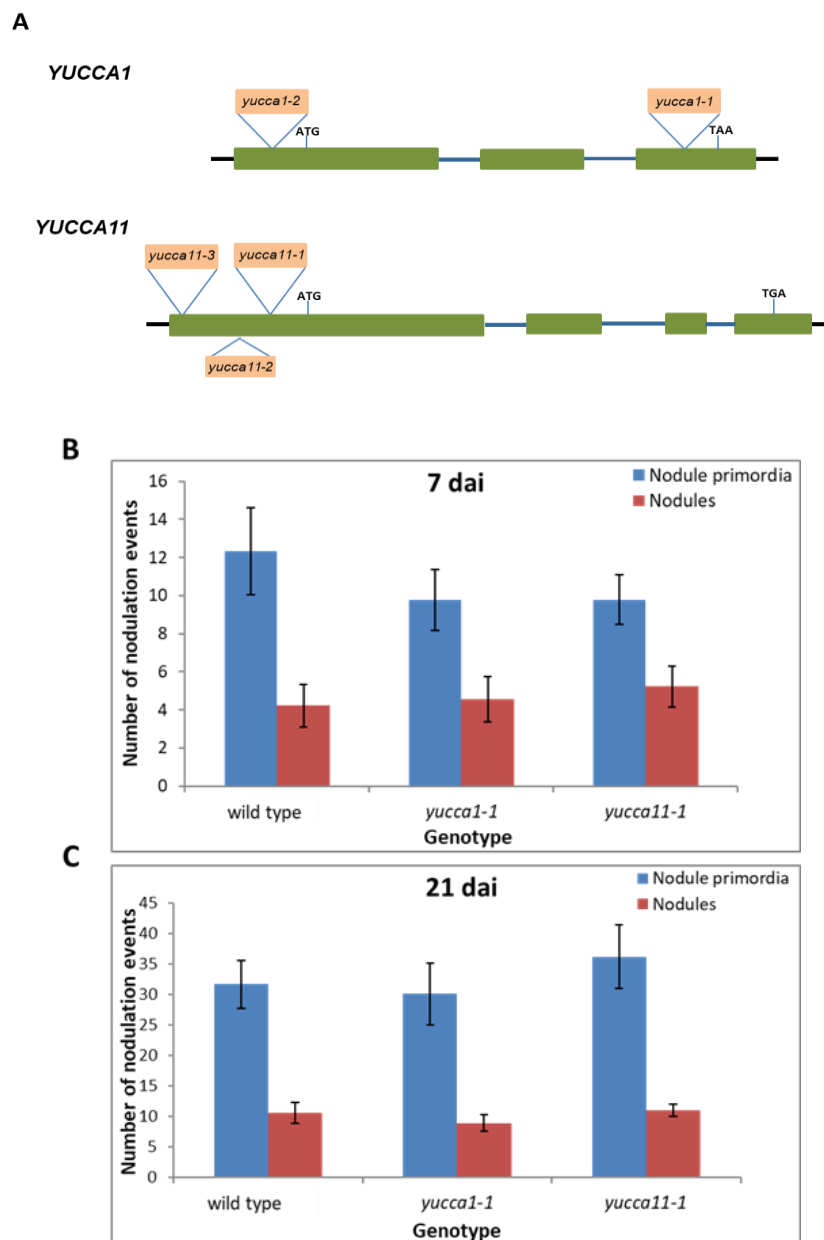 A
YUCCA1
yucca1-2
yucca1-1
ATG
TAA
YUCCA11
yucca11-3
yucca11-1
ATG
TGA
yucca11-2
B
7 dai
Nodule primordia
Nodules
Number of nodulation events
16
14
12
10
8
6
4
2
0
wild type
yucca1-1
yucca11-1
Genotype
C
21 dai
Nodule primordia
Nodules
Number of nodulation events
45
40
35
30
25
20
15
10
5
0
wild type
yucca1-1
yucca11-1
Genotype